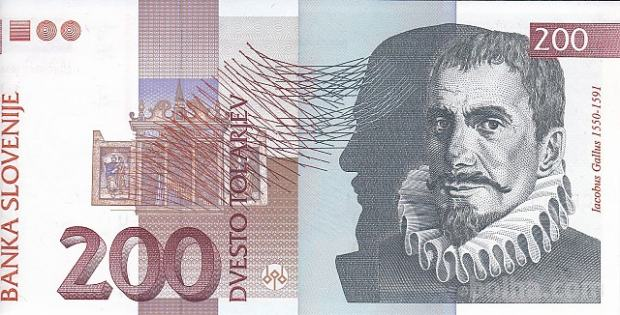 BANKA SLOVENIJE
200
DVESTO TOLARJEV
200
Iacobus Gallus 1550-1591